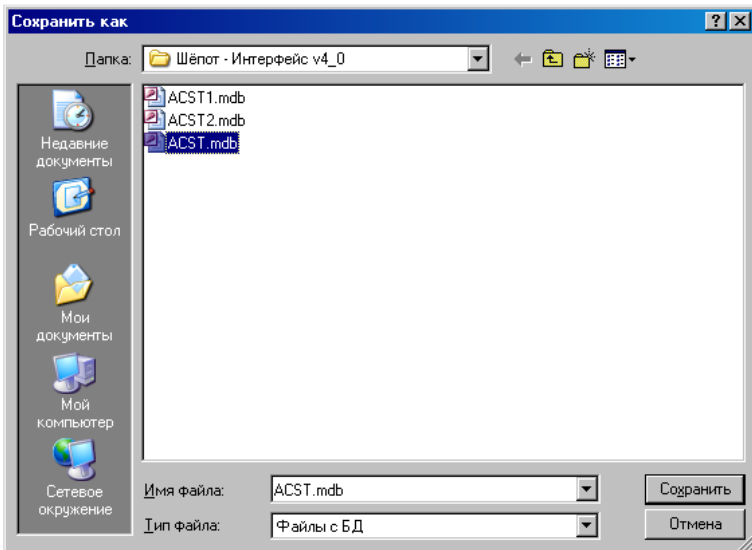 Сохранить как
Папка: Шёпот - Интерфейс v4_0
ACST1.mdb
ACST2.mdb
ACST.mdb
Недавние
документы
Рабочий стол
Мои
документы
Мой
компьютер
Сетевое
окружение
Имя файла: ACST.mdb Сохранить
Тип файла: Файлы с БД Отмена